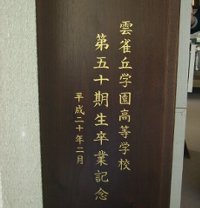 雲雀丘学園高等学校
第五十期生卒業記念
平成二十年二月